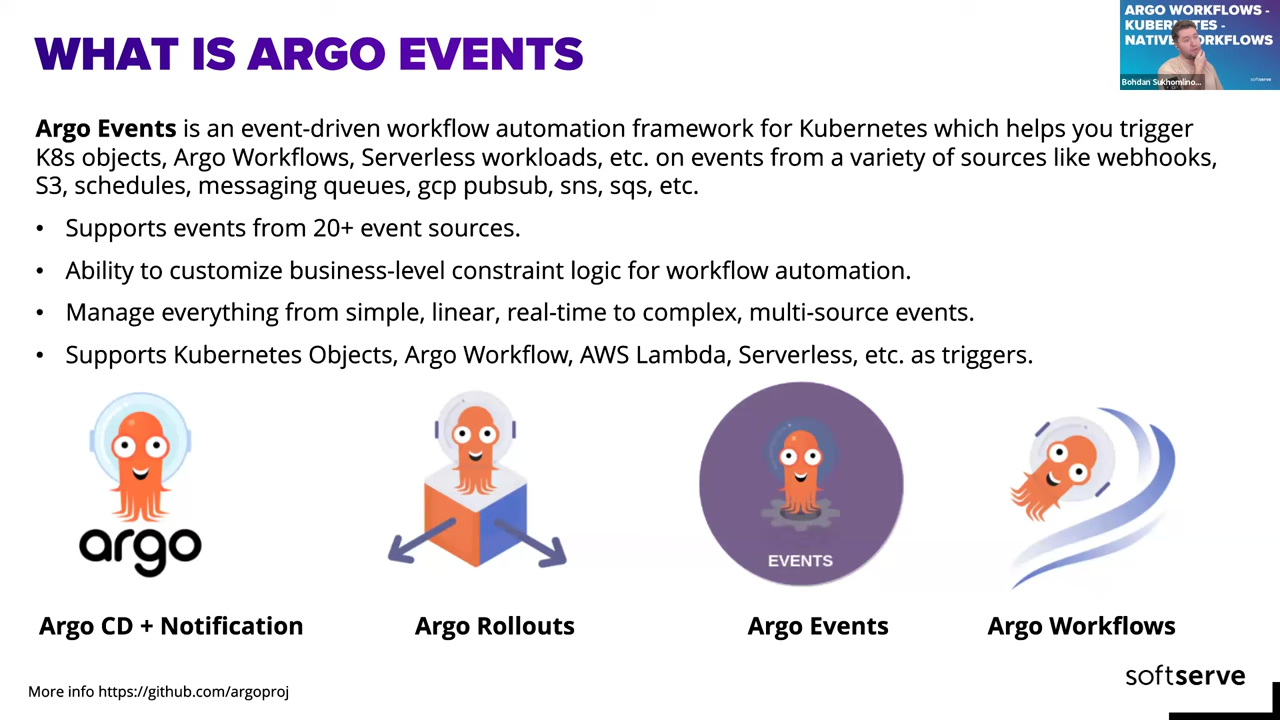 WHAT IS ARGO EVENTS
ARGO WORKFLOWS -
KUBERNETES -
NATIVE WORKFLOWS
Bohdan Sukhomlino...
softserve
Argo Events is an event-driven workflow automation framework for Kubernetes which helps you trigger
K8s objects, Argo Workflows, Serverless workloads, etc. on events from a variety of sources like webhooks,
S3, schedules, messaging queues, gcp pubsub, sns, sqs, etc.
• Supports events from 20+ event sources.
• Ability to customize business-level constraint logic for workflow automation.
• Manage everything from simple, linear, real-time to complex, multi-source events.
• Supports Kubernetes Objects, Argo Workflow, AWS Lambda, Serverless, etc. as triggers.
argo
EVENTS
Argo CD + Notification
Argo Rollouts
Argo Events
Argo Workflows
softserve
More info https://github.com/argoproj